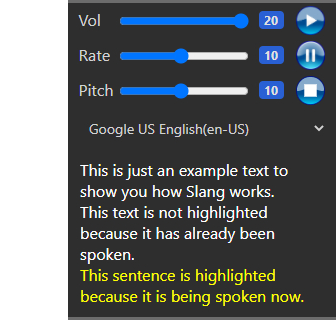 Vol 20
Rate 10
Pitch 10
Google US English(en-US)
This is just an example text to
show you how Slang works.
This text is not highlighted
because it has already been
spoken.
This sentence is highlighted
because it is being spoken now.